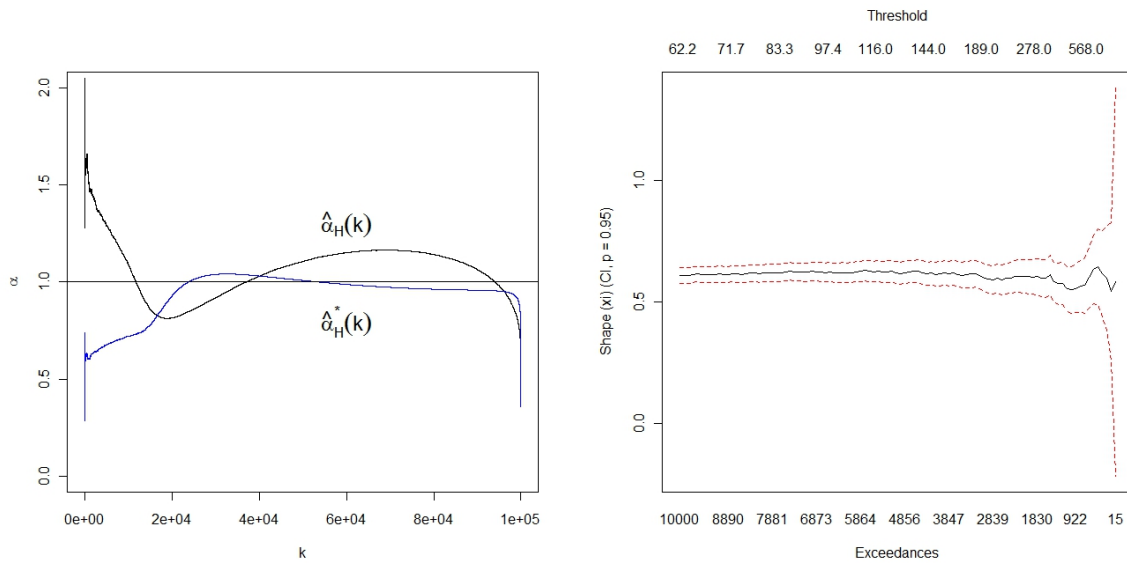 2.0
1.5
1.0
0.5
0.0
α
α̂H(k)
α̂*H(k)
0e+00 2e+04 4e+04 6e+04 8e+04 1e+05
k
Threshold
62.2 71.7 83.3 97.4 116.0 144.0 189.0 278.0 568.0
1.0
0.5
0.0
Shape (xi) (CI, p = 0.95)
10000 8890 7881 6873 5864 4856 3847 2839 1830 922 15
Exceedances